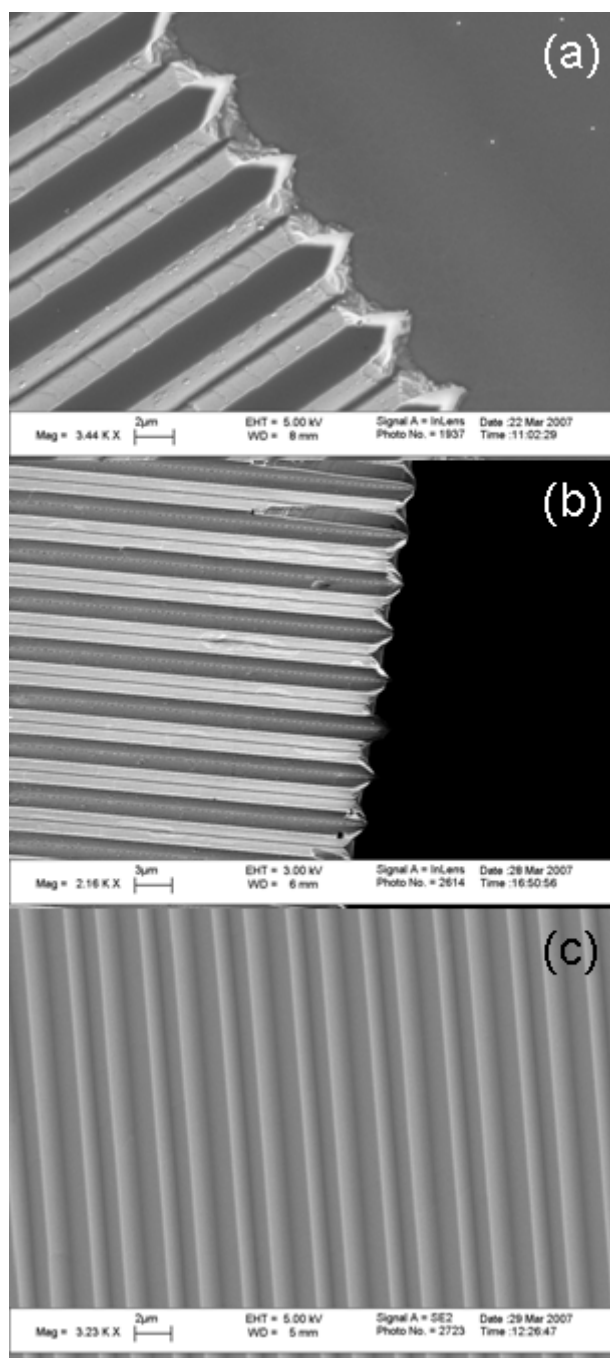 (a)
2µm EHT = 5.00 kV Signal A = InLens Date :22 Mar 2007
Mag = 3.44 K X WD = 8 mm Photo No. = 1937 Time :11:02:29
(b)
3µm EHT = 3.00 kV Signal A = InLens Date :28 Mar 2007
Mag = 2.16 K X WD = 6 mm Photo No. = 2614 Time :16:50:56
(c)
2µm EHT = 5.00 kV Signal A = SE2 Date :29 Mar 2007
Mag = 3.23 K X WD = 5 mm Photo No. = 2723 Time :12:26:47